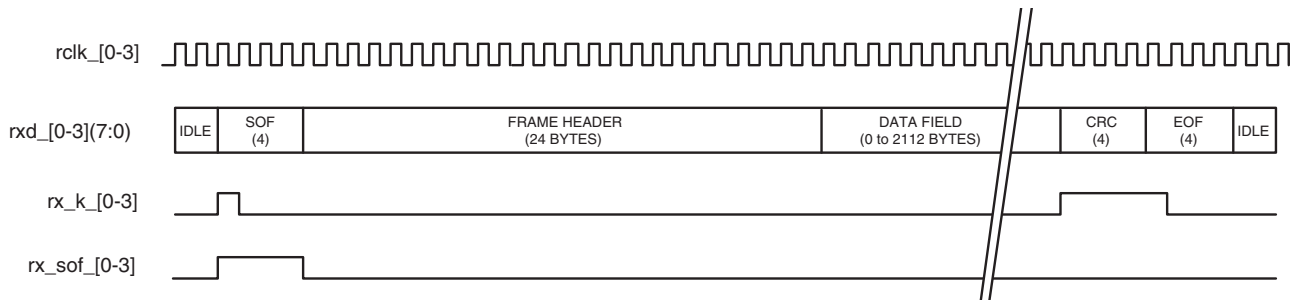 rclk_[0-3]
rxd_[0-3](7:0)
IDLE
SOF
(4)
FRAME HEADER
(24 BYTES)
DATA FIELD
(0 to 2112 BYTES)
CRC
(4)
EOF
(4)
IDLE
rx_k_[0-3]
rx_sof_[0-3]